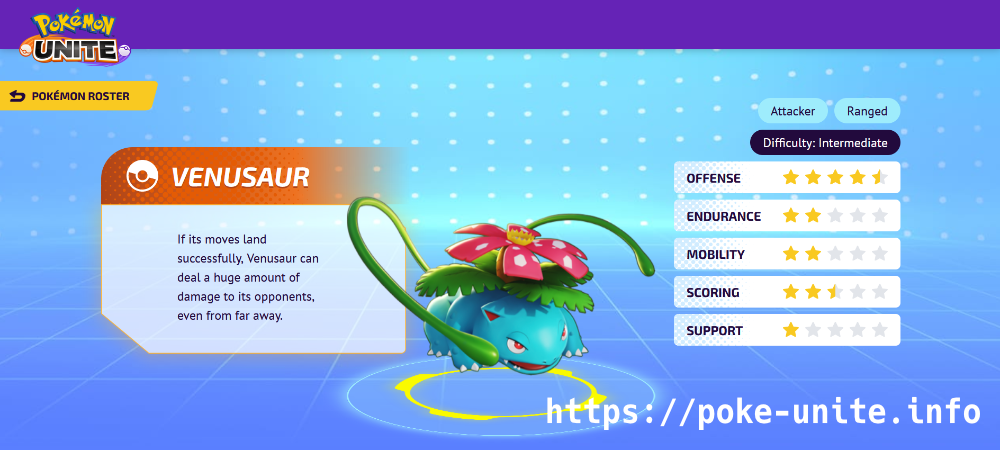 POKÉMON
UNITE
POKÉMON ROSTER
Attacker
Ranged
Difficulty: Intermediate
VENUSAUR
If its moves land
successfully, Venusaur can
deal a huge amount of
damage to its opponents,
even from far away.
OFFENSE
ENDURANCE
MOBILITY
SCORING
SUPPORT
https://poke-unite.info